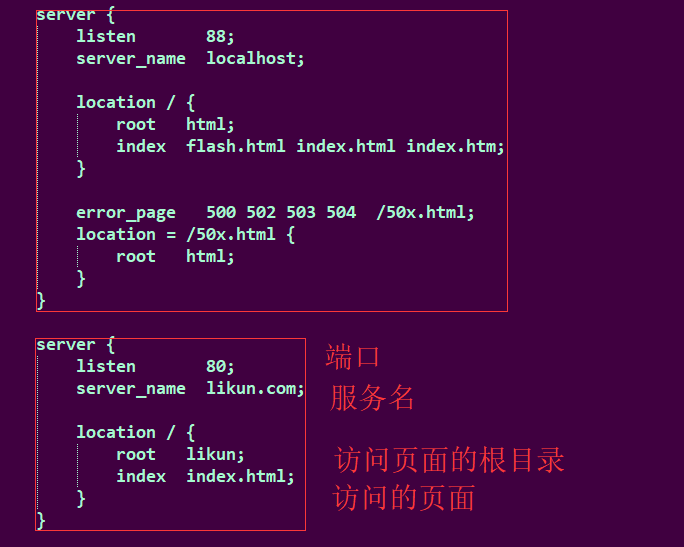 server {
listen 88;
server_name localhost;
location / {
root html;
index flash.html index.html index.htm;
}
error_page 500 502 503 504 /50x.html;
location = /50x.html {
root html;
}
}
server {
listen 80; 端口
server_name likun.com; 服务名
location / {
root likun; 访问页面的根目录
index index.html; 访问的页面
}
}